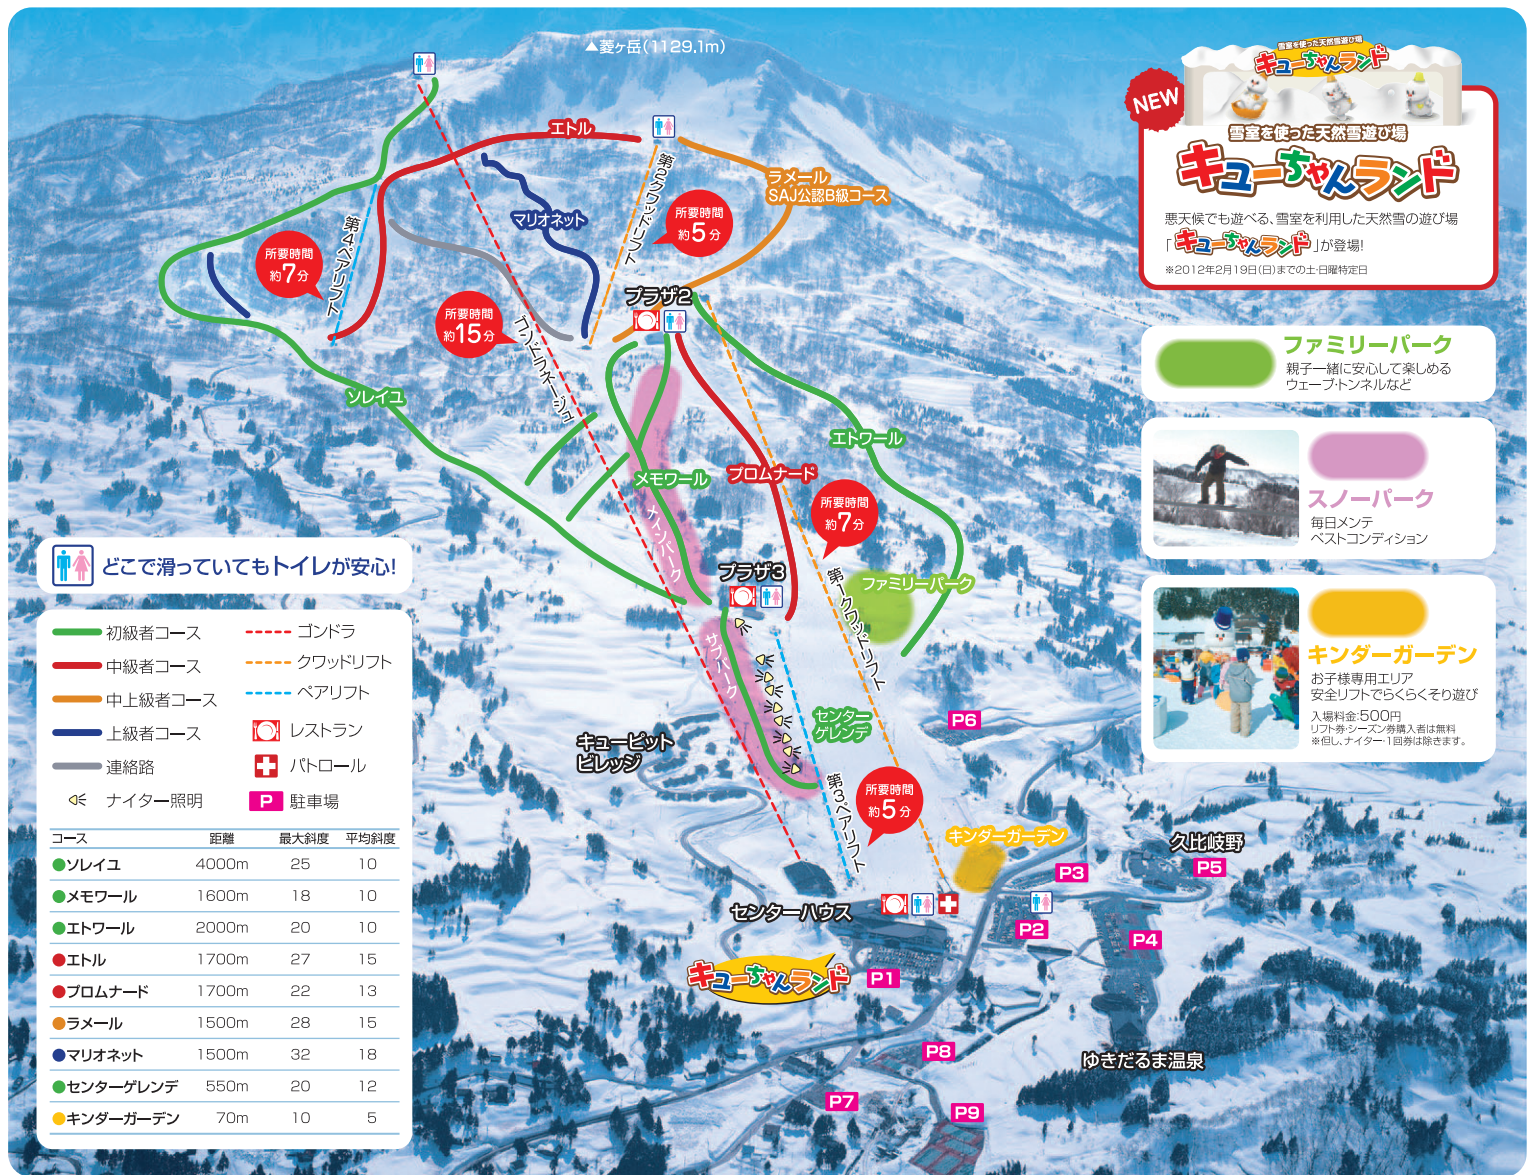 ▲菱ヶ岳(1129.1m)
エトル
ラメール
SAJ公認B級コース
マリオネット
第2クワッドリフト
所要時間
約5分
第4ペアリフト
所要時間
約7分
所要時間
約15分
ゴンドラネージュ
プラザ2
ソレイユ
エトワール
メモワール
プロムナード
メインパーク
所要時間
約7分
プラザ3
第1クワッドリフト
ファミリーパーク
サブパーク
センター
ゲレンデ
キューピット
ビレッジ
第3ペアリフト
所要時間
約5分
P6
キンダーガーデン
久比岐野
P3
P5
センターハウス
P2
P4
キューちゃんランド
P1
P8
ゆきだるま温泉
P7
P9
NEW
雪室を使った天然雪遊び場
キューちゃんランド
雪室を使った天然雪遊び場
キューちゃんランド
悪天候でも遊べる、雪室を利用した天然雪の遊び場
「キューちゃんランド」が登場!
※2012年2月19日(日)までの土・日曜特定日
ファミリーパーク
親子一緒に安心して楽しめる
ウェーブ・トンネルなど
スノーパーク
毎日メンテ
ベストコンディション
キンダーガーデン
お子様専用エリア
安全リフトでらくらくそり遊び
入場料金:500円
リフト券・シーズン券購入者は無料
※但し、ナイター・1回券は除きます。
どこで滑っていてもトイレが安心!
初級者コース
中級者コース
中上級者コース
上級者コース
連絡路
ナイター照明
ゴンドラ
クワッドリフト
ペアリフト
レストラン
パトロール
P 駐車場
コース 距離 最大斜度 平均斜度
ソレイユ 4000m 25 10
メモワール 1600m 18 10
エトワール 2000m 20 10
エトル 1700m 27 15
プロムナード 1700m 22 13
ラメール 1500m 28 15
マリオネット 1500m 32 18
センターゲレンデ 550m 20 12
キンダーガーデン 70m 10 5